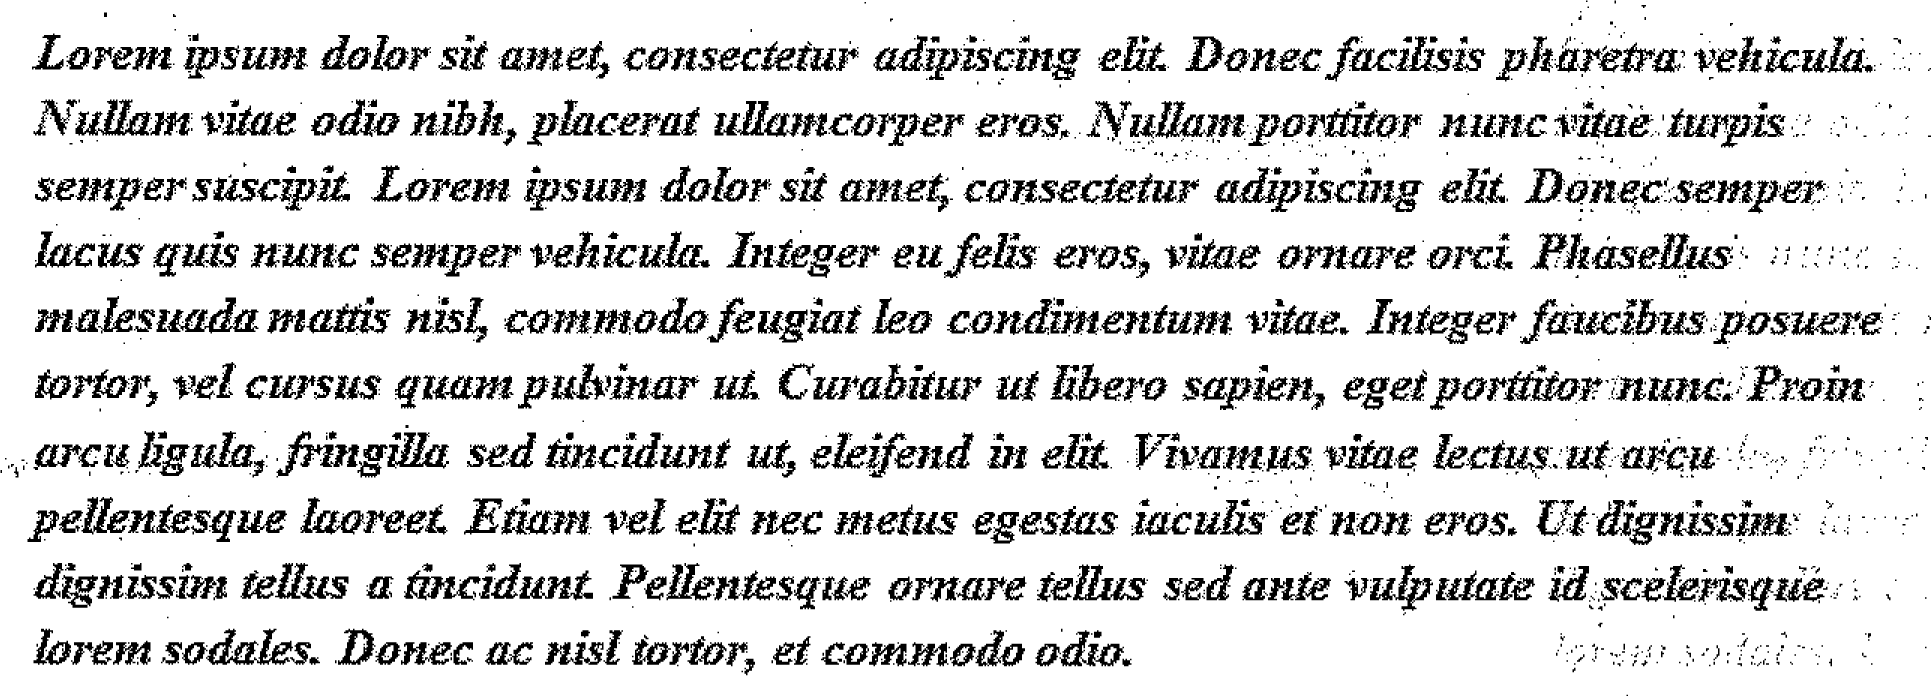 Lorem ipsum dolor sit amet, consectetur adipiscing elit. Donec facilisis pharetra vehicula.
Nullam vitae odio nibh, placerat ullamcorper eros. Nullam porttitor nunc vitae turpis
semper suscipit. Lorem ipsum dolor sit amet, consectetur adipiscing elit. Donec semper
lacus quis nunc semper vehicula. Integer eu felis eros, vitae ornare orci. Phasellus
malesuada mattis nisl, commodo feugiat leo condimentum vitae. Integer faucibus posuere
tortor, vel cursus quam pulvinar ut. Curabitur ut libero sapien, eget porttitor nunc. Proin
arcu ligula, fringilla sed tincidunt ut, eleifend in elit. Vivamus vitae lectus ut arcu
pellentesque laoreet. Etiam vel elit nec metus egestas iaculis et non eros. Ut dignissim
dignissim tellus a tincidunt. Pellentesque ornare tellus sed ante vulputate id scelerisque
lorem sodales. Donec ac nisl tortor, et commodo odio. lorem sodales.